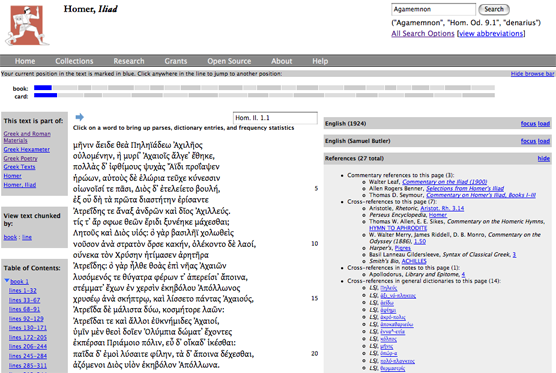 Homer, Iliad
Agamemnon
Search
("Agamemnon", "Hom. Od. 9.1", "denarius")
All Search Options [view abbreviations]
Home Collections Research Grants Open Source About Help
Your current position in the text is marked in blue. Click anywhere in the line to jump to another position:
Hide browse bar
book:
card:
This text is part of:
Greek and Roman
Materials
Greek Hexameter
Greek Poetry
Greek Texts
Homer
Homer, Iliad
View text chunked
by:
book : line
Table of Contents:
book 1
lines 1–32
lines 33–67
lines 68–91
lines 92–129
lines 130–171
lines 172–205
lines 206–244
lines 245–284
lines 285–311
Hom. Il. 1.1
Click on a word to bring up parses, dictionary entries, and frequency statistics
μῆνιν ἄειδε θεὰ Πηληϊάδεω Ἀχιλῆος
οὐλομένην, ἣ μυρί᾽ Ἀχαιοῖς ἄλγε᾽ ἔθηκε,
πολλὰς δ᾽ ἰφθίμους ψυχὰς Ἄϊδι προΐαψεν
ἡρώων, αὐτοὺς δὲ ἑλώρια τεῦχε κύνεσσιν
οἰωνοῖσί τε πᾶσι, Διὸς δ᾽ ἐτελείετο βουλή, 5
ἐξ οὗ δὴ τὰ πρῶτα διαστήτην ἐρίσαντε
Ἀτρεΐδης τε ἄναξ ἀνδρῶν καὶ δῖος Ἀχιλλεύς.
τίς τ᾽ ἄρ σφωε θεῶν ἔριδι ξυνέηκε μάχεσθαι;
Λητοῦς καὶ Διὸς υἱός: ὃ γὰρ βασιλῆϊ χολωθεὶς
νοῦσον ἀνὰ στρατὸν ὄρσε κακήν, ὀλέκοντο δὲ λαοί, 10
οὕνεκα τὸν Χρύσην ἠτίμασεν ἀρητῆρα
Ἀτρεΐδης: ὃ γὰρ ἦλθε θοὰς ἐπὶ νῆας Ἀχαιῶν
λυσόμενός τε θύγατρα φέρων τ᾽ ἀπερείσι᾽ ἄποινα,
στέμματ᾽ ἔχων ἐν χερσὶν ἑκηβόλου Ἀπόλλωνος
χρυσέῳ ἀνὰ σκήπτρῳ, καὶ λίσσετο πάντας Ἀχαιούς, 15
Ἀτρεΐδα δὲ μάλιστα δύω, κοσμήτορε λαῶν:
Ἀτρεΐδαι τε καὶ ἄλλοι ἐϋκνήμιδες Ἀχαιοί,
ὑμῖν μὲν θεοὶ δοῖεν Ὀλύμπια δώματ᾽ ἔχοντες
ἐκπέρσαι Πριάμοιο πόλιν, εὖ δ᾽ οἴκαδ᾽ ἱκέσθαι:
παῖδα δ᾽ ἐμοὶ λύσαιτε φίλην, τὰ δ᾽ ἄποινα δέχεσθαι, 20
ἁζόμενοι Διὸς υἱὸν ἑκηβόλον Ἀπόλλωνα.
English (1924) focus load
English (Samuel Butler) focus load
References (27 total) hide
Commentary references to this page (3):
Walter Leaf, Commentary on the Iliad (1900)
Allen Rogers Benner, Selections from Homer's Iliad
Thomas D. Seymour, Commentary on Homer's Iliad, Books I–III
Cross-references to this page (7):
Aristotle, Rhetoric, Aristot. Rh. 3.14
Perseus Encyclopedia, Homer
Thomas W. Allen, E. E. Sikes, Commentary on the Homeric Hymns,
HYMN TO APHRODITE
W. Walter Merry, James Riddell, D. B. Monro, Commentary on the
Odyssey (1886), 1.50
Harper's, Pigres
Basil Lanneau Gildersleeve, Syntax of Classical Greek, 3
Smith's Bio, ACHILLES
Cross-references in notes to this page (1):
Apollodorus, Library and Epitome, 4
Cross-references in general dictionaries to this page (14):
LSJ,
LSJ,
LSJ,
LSJ,
LSJ,
LSJ,
LSJ,
LSJ,
LSJ,
LSJ,
LSJ,
LSJ,